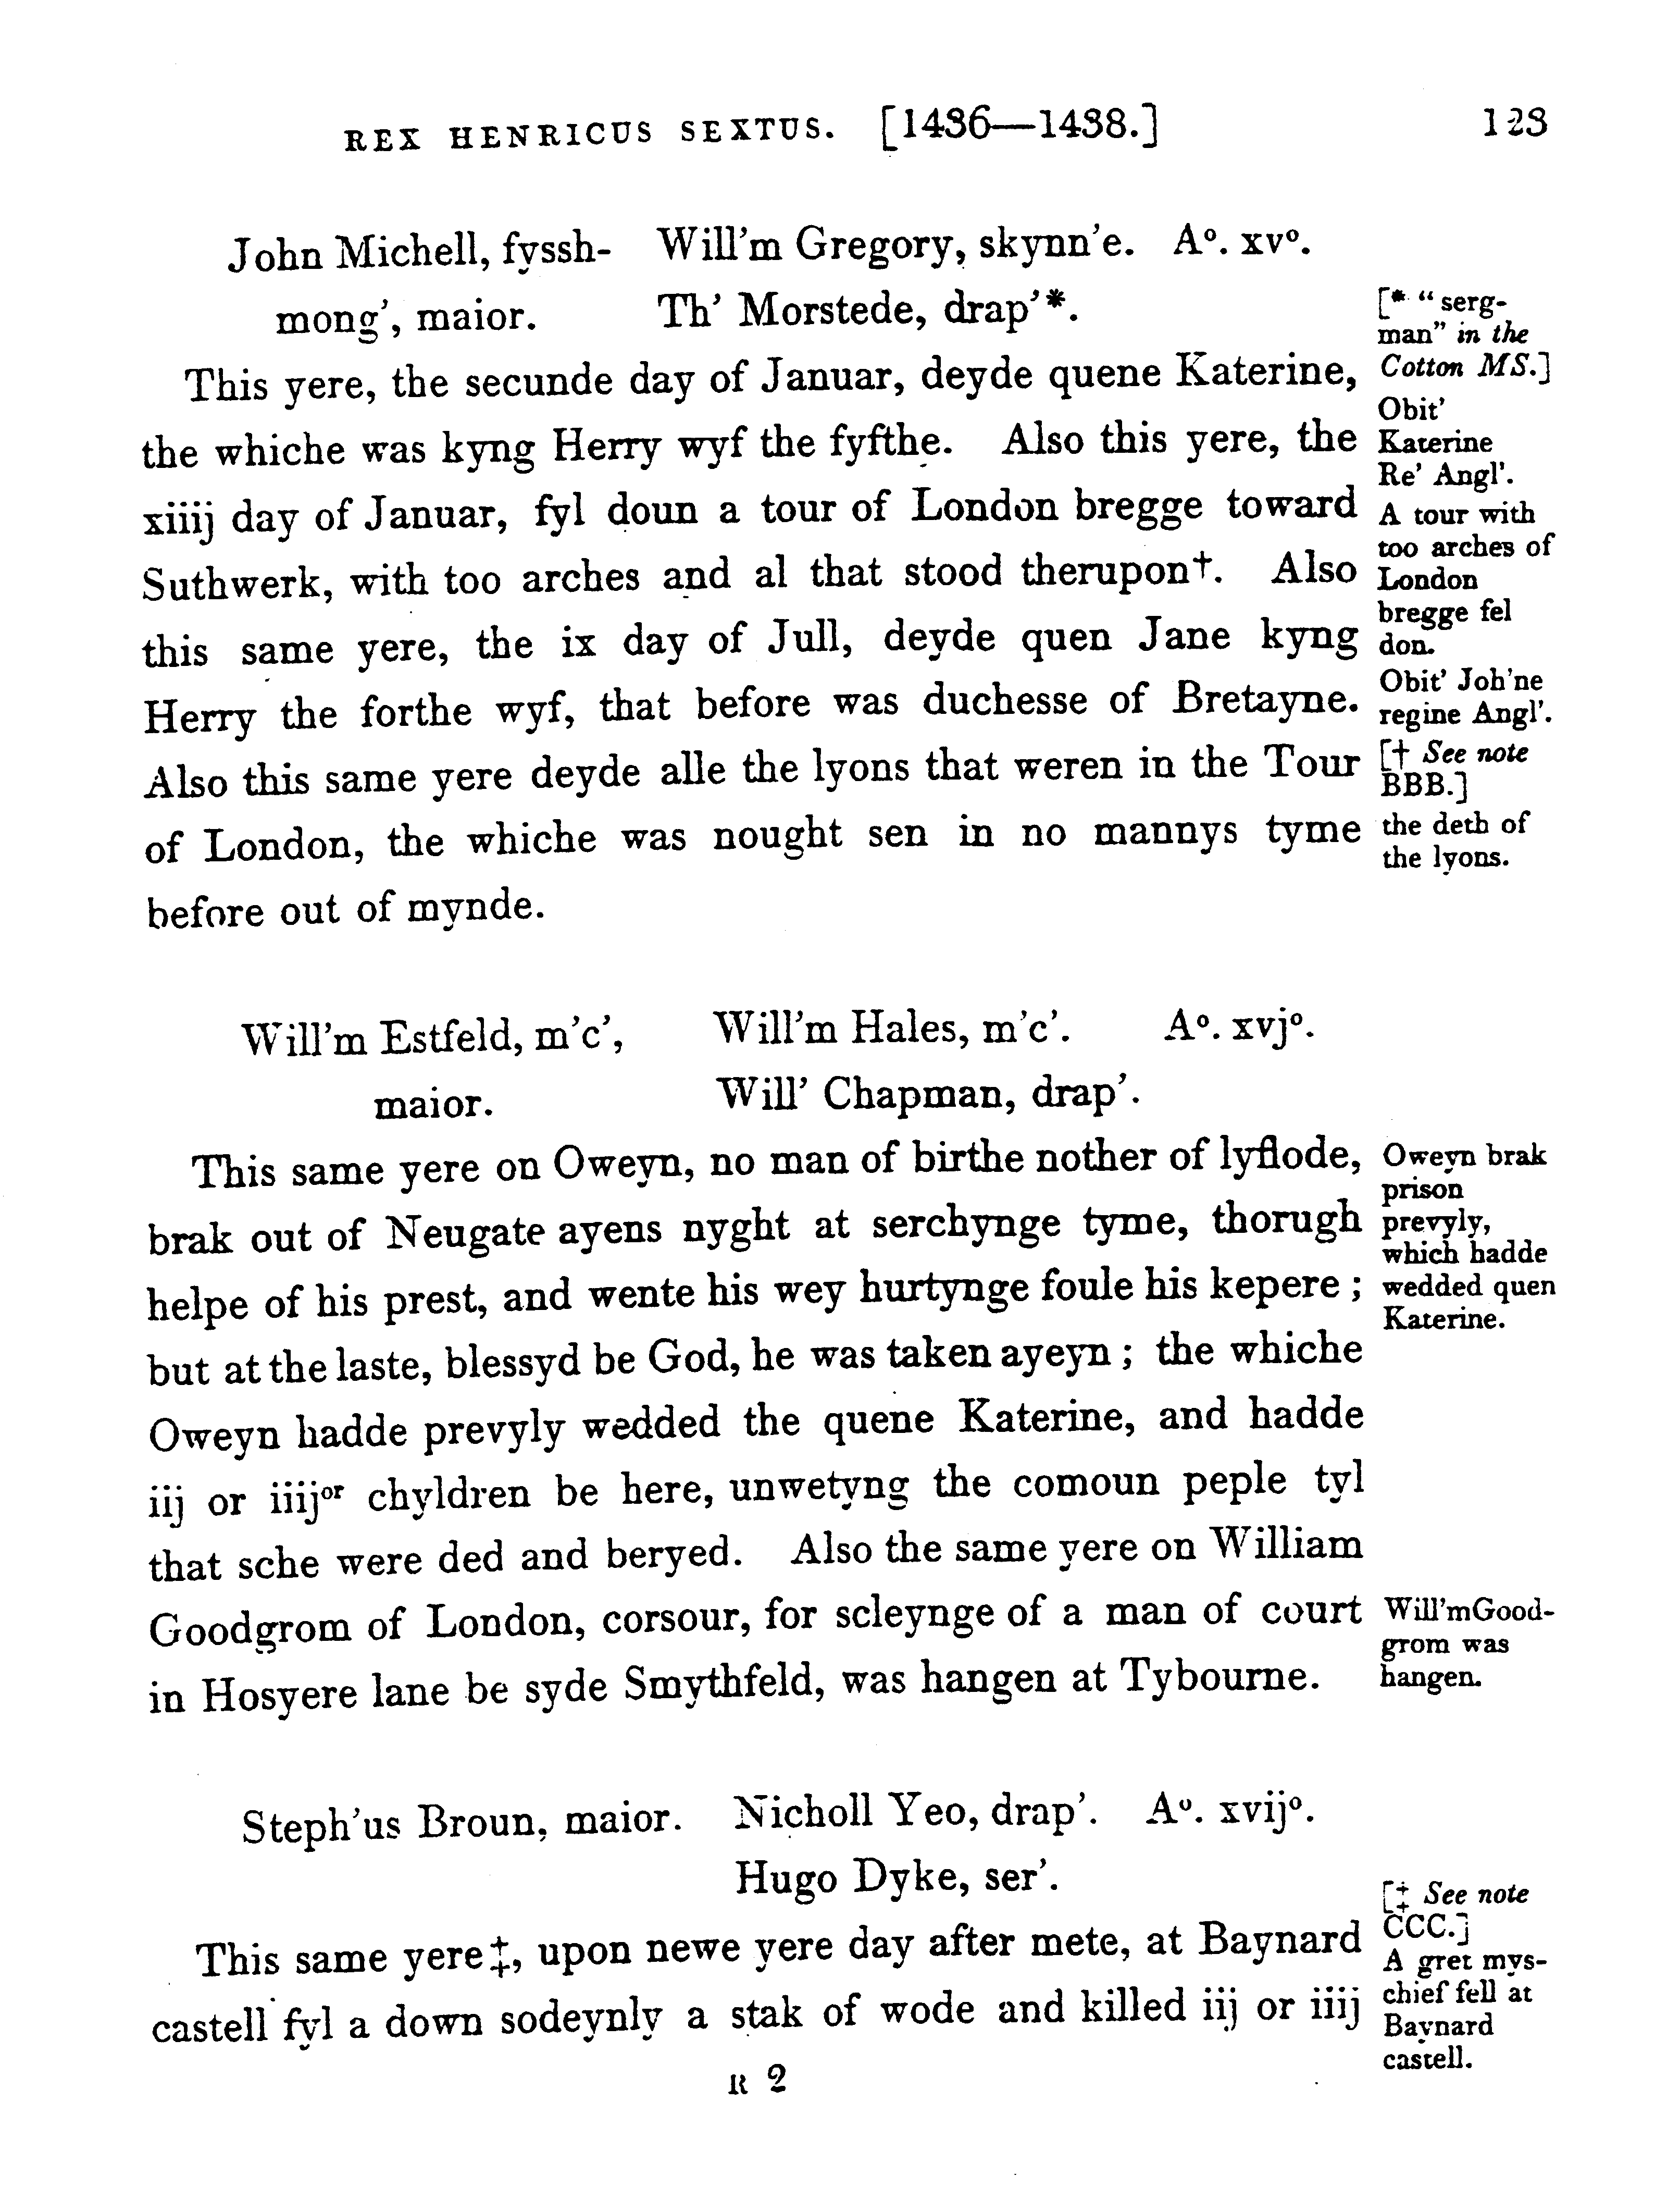 REX HENRICUS SEXTUS. [1436—1438.] 123
John Michell, fyssh- Will'm Gregory, skynn'e. Aº. xvº.
mong', maior. Th' Morstede, drap'*.
[* "serg-
man" in the
Cotton MS.]
This yere, the secunde day of Januar, deyde quene Katerine,
the whiche was kyng Herry wyf the fyfthe. Also this yere, the
xiiij day of Januar, fyl doun a tour of London bregge toward
Suthwerk, with too arches and al that stood therupon†. Also
this same yere, the ix day of Jull, deyde quen Jane kyng
Herry the forthe wyf, that before was duchesse of Bretayne.
Also this same yere deyde alle the lyons that weren in the Tour
of London, the whiche was nought sen in no mannys tyme
before out of mynde.
Obit'
Katerine
Re' Angl'.
A tour with
too arches of
London
bregge fel
don.
Obit' Joh'ne
regine Angl'.
[† See note
BBB.]
the deth of
the lyons.
Will'm Estfeld, m'c', Will'm Hales, m'c'. Aº. xvjº.
maior. Will' Chapman, drap'.
This same yere on Oweyn, no man of birthe nother of lyflode,
brak out of Neugate ayens nyght at serchynge tyme, thorugh
helpe of his prest, and wente his wey hurtynge foule his kepere;
but at the laste, blessyd be God, he was taken ayeyn; the whiche
Oweyn hadde prevyly wedded the quene Katerine, and hadde
iij or iiijor chyldren be here, unwetyng the comoun peple tyl
that sche were ded and beryed. Also the same yere on William
Goodgrom of London, corsour, for scleynge of a man of court
in Hosyere lane be syde Smythfeld, was hangen at Tybourne.
Oweyn brak
prison
prevyly,
which hadde
wedded quen
Katerine.
Will'm Good-
grom was
hangen.
Steph'us Broun, maior. Nicholl Yeo, drap'. Aº. xvijº.
Hugo Dyke, ser'.
This same yere‡, upon newe yere day after mete, at Baynard
castell fyl a down sodeynly a stak of wode and killed iij or iiij
[‡ See note
CCC.]
A gret mys-
chief fell at
Baynard
castell.
R 2